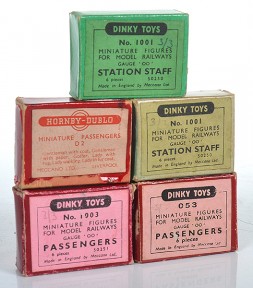 DINKY TOYS
No. 1001
MINIATURE FIGURES
FOR MODEL RAILWAYS
GAUGE "OO"
STATION STAFF
6 pieces 50250
Made in England by Meccano Ltd.
HORNBY-DUBLO
MINIATURE PASSENGERS
D2
DINKY TOYS
No. 1001
MINIATURE FIGURES
FOR MODEL RAILWAYS
GAUGE "OO"
STATION STAFF
6 pieces
Made in England by Meccano Ltd.
DINKY TOYS
No. 1003
MINIATURE FIGURES
FOR MODEL RAILWAYS
GAUGE "OO"
PASSENGERS
6 pieces 50251
Made in England by Meccano Ltd.
DINKY TOYS
053
MINIATURE FIGURES
FOR MODEL RAILWAYS
GAUGE "OO"
PASSENGERS
6 pieces
Made in England by Meccano Ltd.